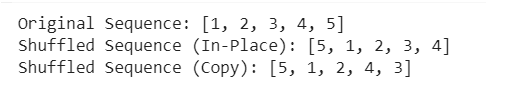 Original Sequence: [1, 2, 3, 4, 5]
Shuffled Sequence (In-Place): [5, 1, 2, 3, 4]
Shuffled Sequence (Copy): [5, 1, 2, 4, 3]